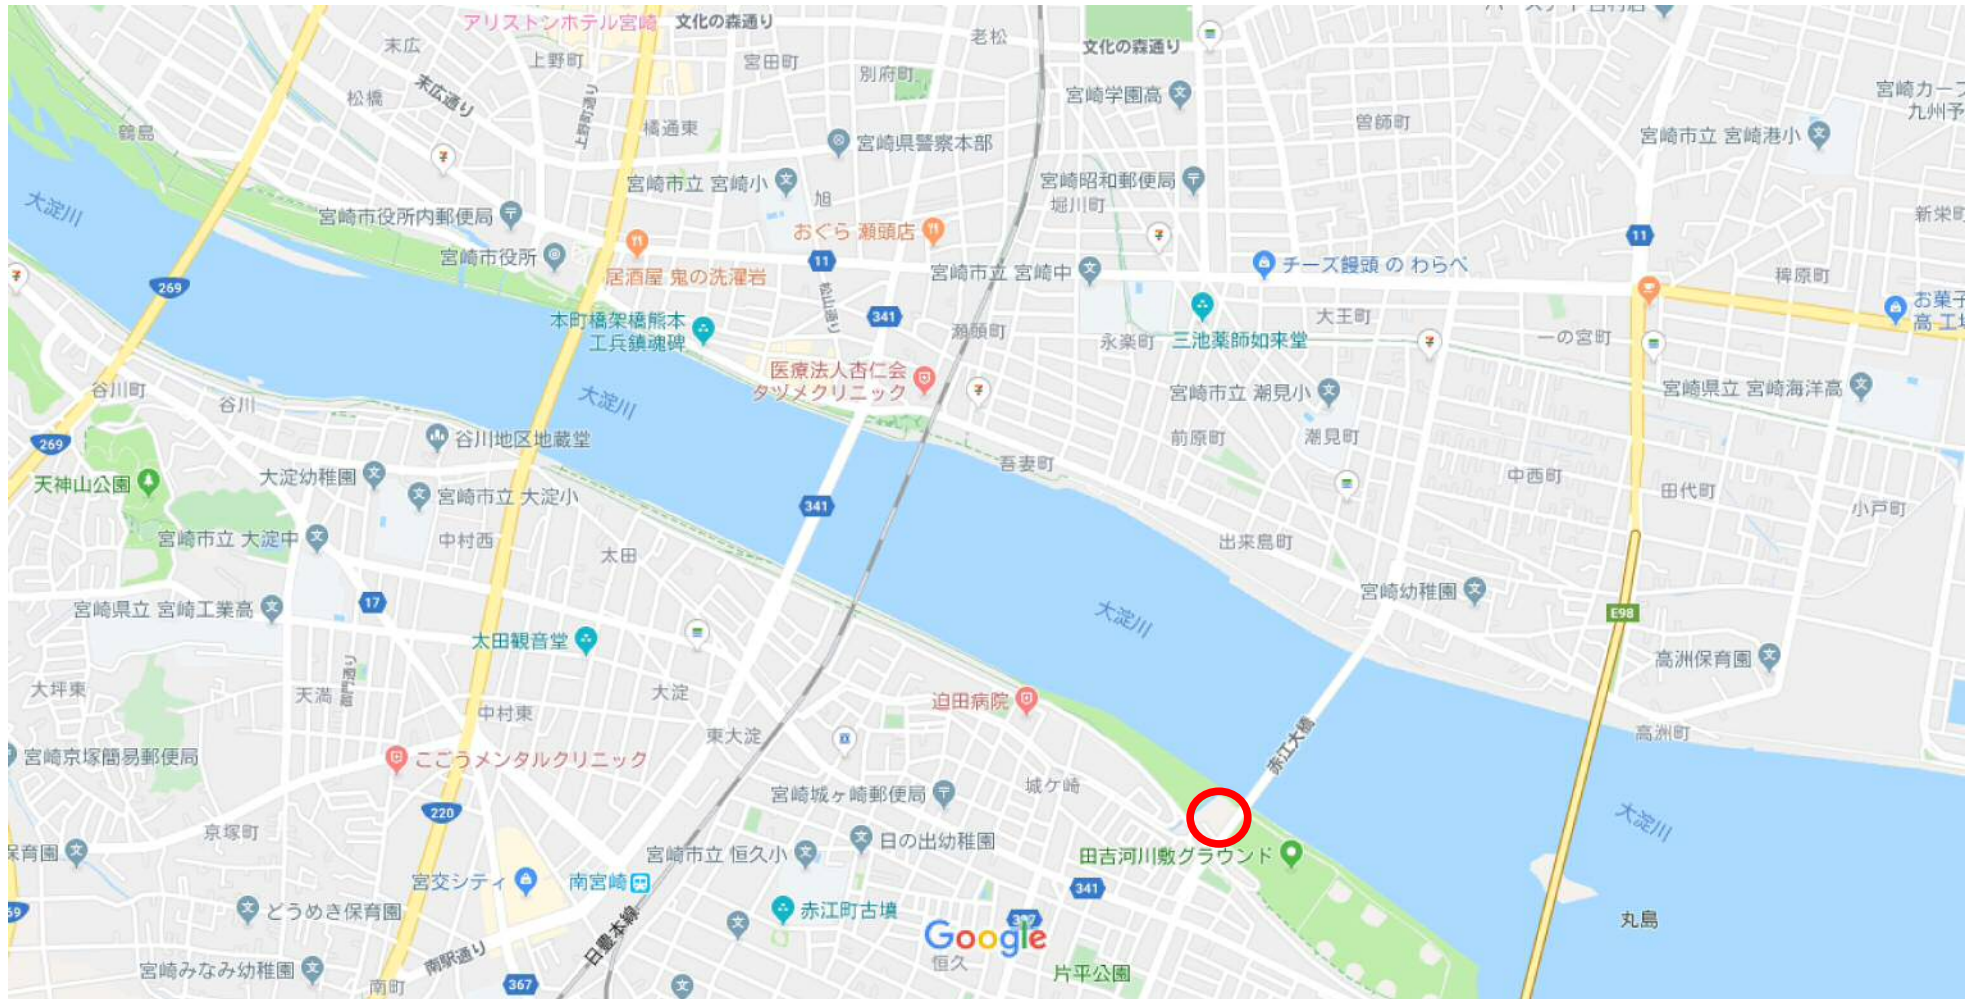 アリストンホテル宮崎
文化の森通り
老松
文化の森通り
末広
上野町
宮田町
別府町
松橋
末広通り
上野町通り
宮崎学園高
曽師町
宮崎市立 宮崎港小
鶴島
橘通東
宮崎県警察本部
大淀川
宮崎市立 宮崎小
旭
宮崎昭和郵便局
堀川町
宮崎市役所内郵便局
おぐら 瀬頭店
11
宮崎市役所
居酒屋 鬼の洗濯岩
11
宮崎市立 宮崎中
チーズ饅頭 の わらべ
稗原町
269
松山通り
341
本町橋架橋熊本
工兵鎮魂碑
瀬頭町
永楽町
三池薬師如来堂
大王町
一の宮町
医療法人杏仁会
タヅメクリニック
谷川町
谷川
大淀川
宮崎市立 潮見小
宮崎県立 宮崎海洋高
269
谷川地区地蔵堂
前原町
潮見町
天神山公園
大淀幼稚園
宮崎市立 大淀小
吾妻町
中西町
田代町
小戸町
341
宮崎市立 大淀中
中村西
太田
出来島町
宮崎県立 宮崎工業高
17
大淀川
宮崎幼稚園
E98
太田観音堂
高洲保育園
大坪東
天満
大淀
中村東
迫田病院
東大淀
赤江大橋
高洲町
宮崎京塚簡易郵便局
こごうメンタルクリニック
城ケ崎
宮崎城ヶ崎郵便局
220
京塚町
日の出幼稚園
大淀川
宮崎市立 恒久小
田吉河川敷グラウンド
宮交シティ
南宮崎
341
どうめき保育園
赤江町古墳
丸島
日豊本線
Google
恒久
南駅通り
宮崎みなみ幼稚園
南町
367
片平公園